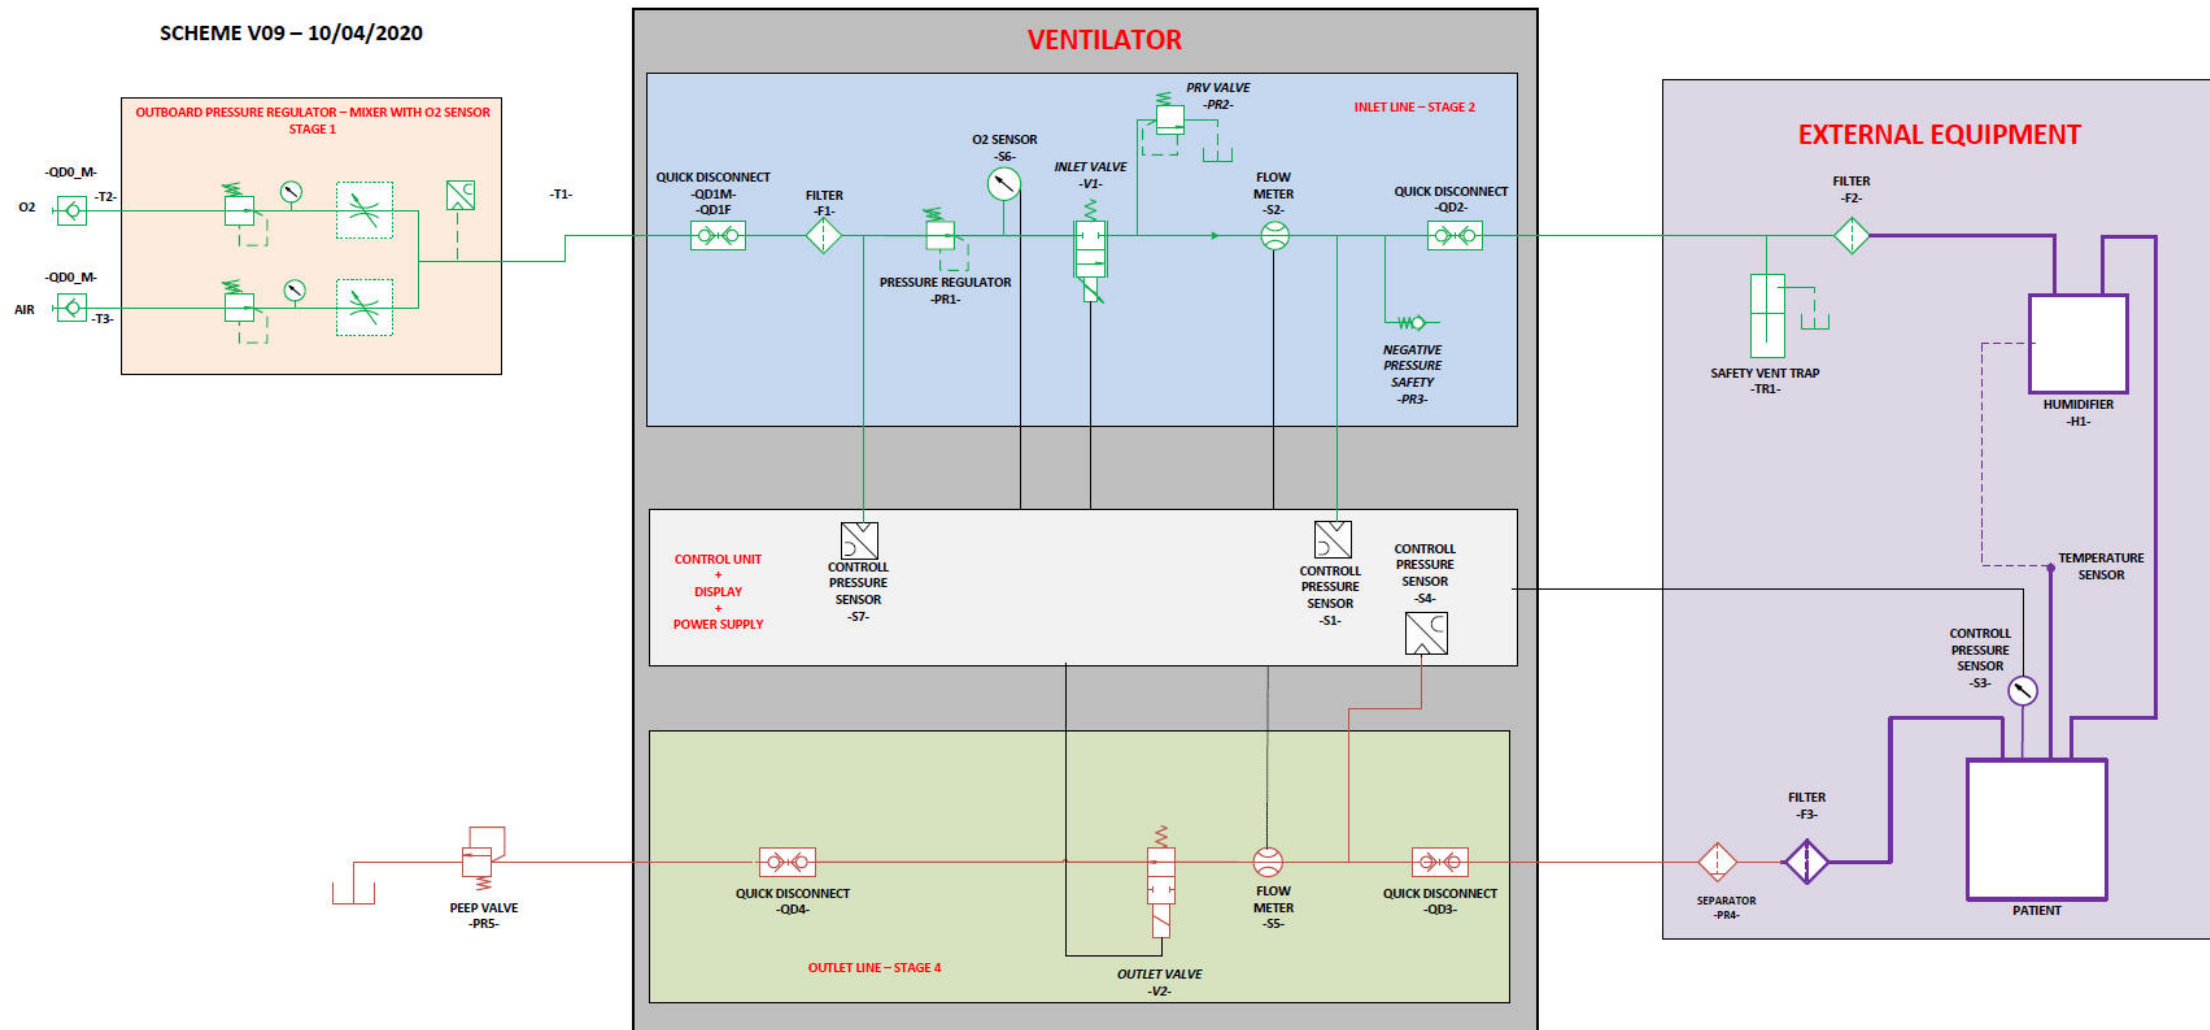 SCHEME V09 – 10/04/2020
VENTILATOR
OUTBOARD PRESSURE REGULATOR – MIXER WITH O2 SENSOR
STAGE 1
-QD0_M-
-T2-
O2
-QD0_M-
-T3-
AIR
-T1-
INLET LINE – STAGE 2
PRV VALVE
-PR2-
O2 SENSOR
-S6-
INLET VALVE
-V1-
QUICK DISCONNECT
-QD1M-
-QD1F
FILTER
-F1-
FLOW
METER
-S2-
QUICK DISCONNECT
-QD2-
PRESSURE REGULATOR
-PR1-
NEGATIVE
PRESSURE
SAFETY
-PR3-
EXTERNAL EQUIPMENT
FILTER
-F2-
SAFETY VENT TRAP
-TR1-
HUMIDIFIER
-H1-
CONTROL UNIT
+
DISPLAY
+
POWER SUPPLY
CONTROLL
PRESSURE
SENSOR
-S7-
CONTROLL
PRESSURE
SENSOR
-S1-
CONTROLL
PRESSURE
SENSOR
-S4-
TEMPERATURE
SENSOR
CONTROLL
PRESSURE
SENSOR
-S3-
FILTER
-F3-
SEPARATOR
-PR4-
PATIENT
PEEP VALVE
-PR5-
QUICK DISCONNECT
-QD4-
FLOW
METER
-S5-
QUICK DISCONNECT
-QD3-
OUTLET LINE – STAGE 4
OUTLET VALVE
-V2-